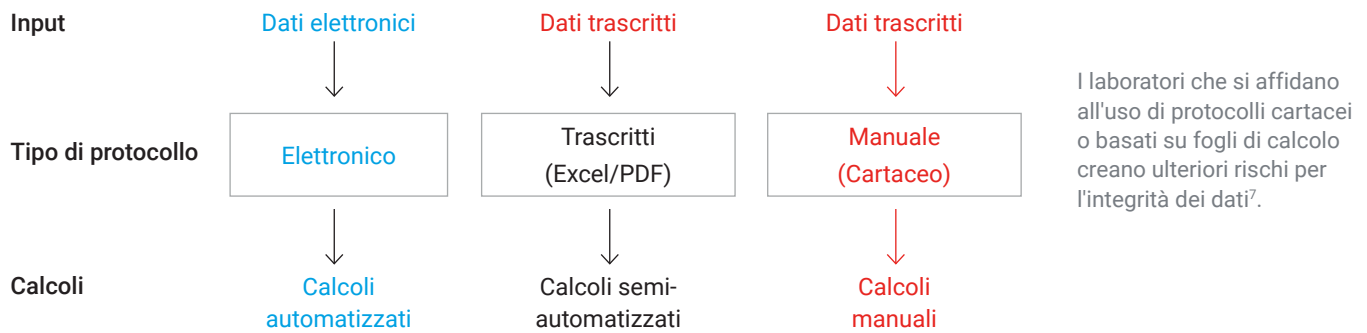 Input
Dati elettronici
Dati trascritti
Dati trascritti
Tipo di protocollo
Elettronico
Trascritti
(Excel/PDF)
Manuale
(Cartaceo)
Calcoli
Calcoli
automatizzati
Calcoli semi-
automatizzati
Calcoli
manuali
I laboratori che si affidano
all'uso di protocolli cartacei
o basati su fogli di calcolo
creano ulteriori rischi per
l'integrità dei dati⁷.